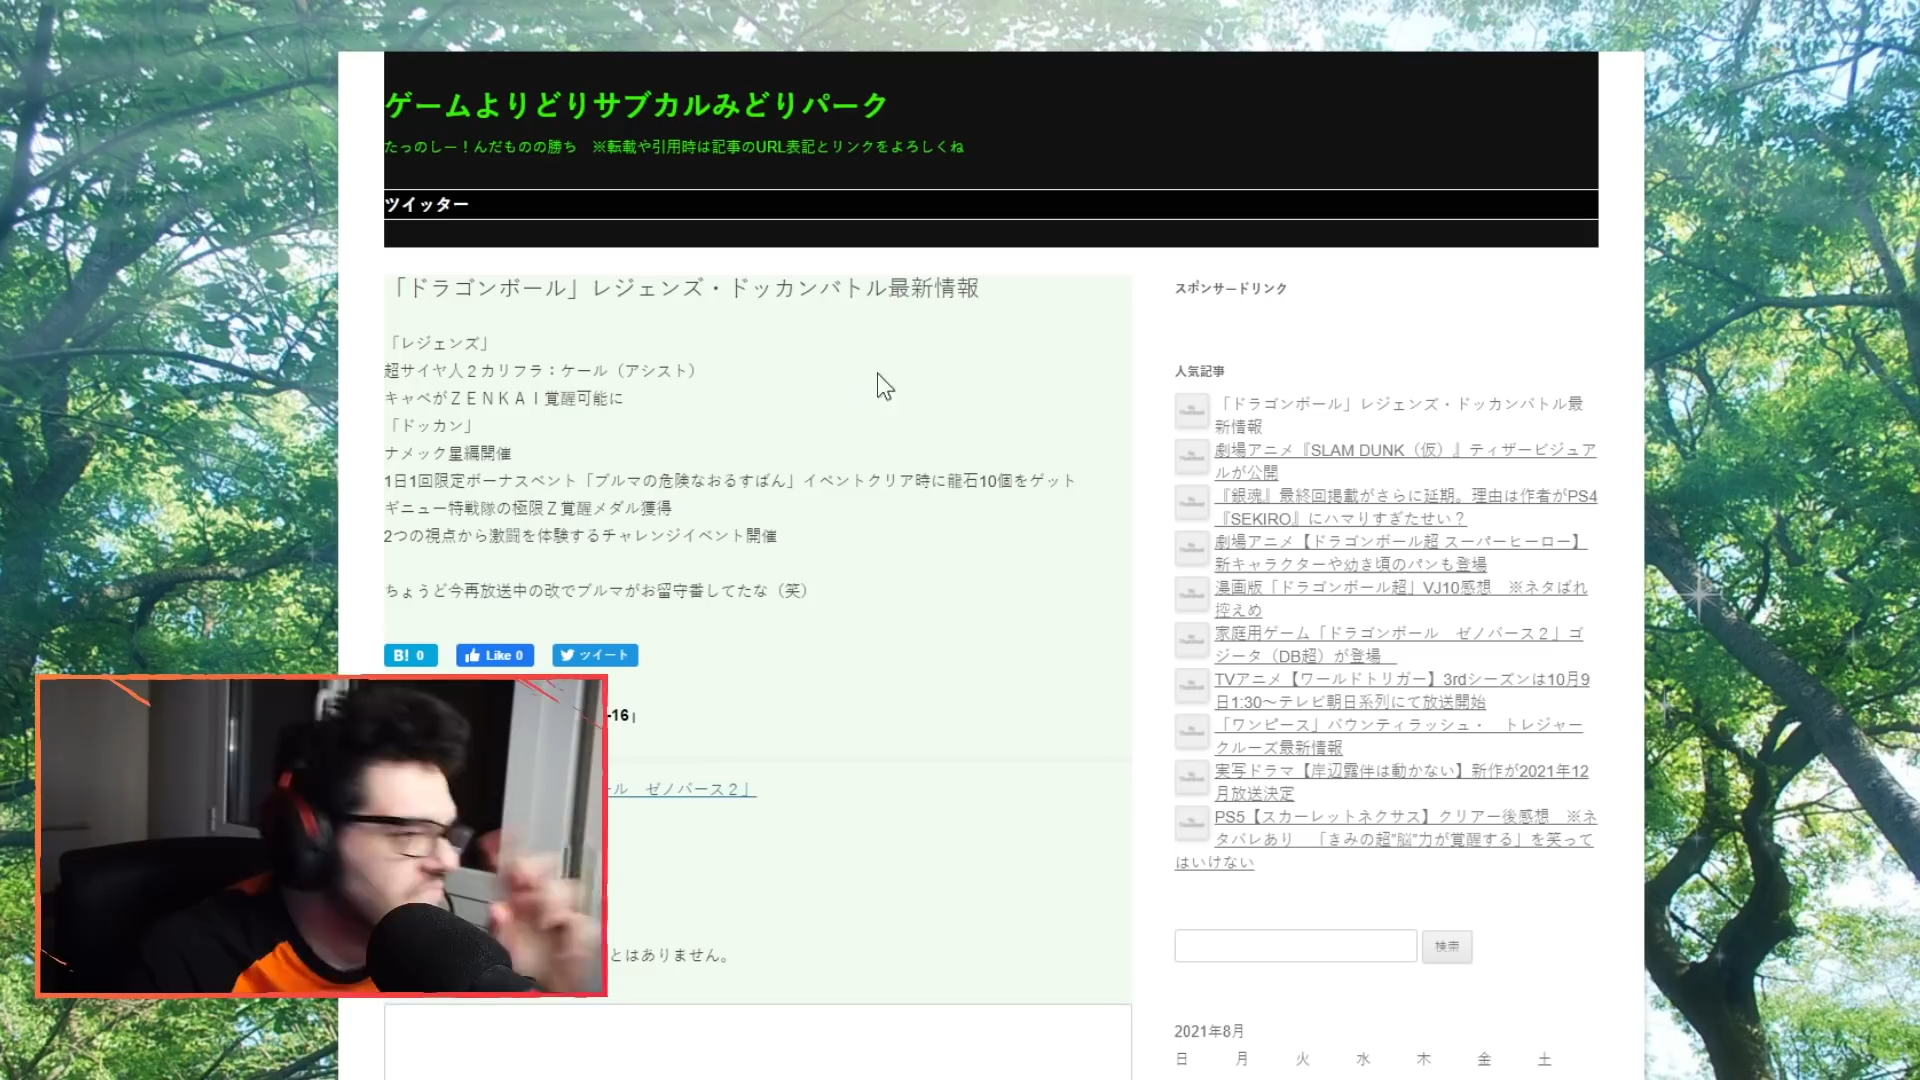 ゲームよりどりサブカルみどりパーク
たっのしー！んだものの勝ち　※転載や引用時は記事のURL表記とリンクをよろしくね
ツイッター
「ドラゴンボール」レジェンズ・ドッカンバトル最新情報
「レジェンズ」
超サイヤ人２カリフラ：ケール（アシスト）
キャベがＺＥＮＫＡＩ覚醒可能に
「ドッカン」
ナメック星編開催
1日1回限定ボーナスベント「ブルマの危険なおるすばん」イベントクリア時に龍石10個をゲット
ギニュー特戦隊の極限Ｚ覚醒メダル獲得
2つの視点から激闘を体験するチャレンジイベント開催
ちょうど今再放送中の改でブルマがお留守番してたな（笑）
B! 0
Like 0
ツイート
-16 |
ール　ゼノバース２」
とはありません。
スポンサードリンク
人気記事
「ドラゴンボール」レジェンズ・ドッカンバトル最
新情報
劇場アニメ『SLAM DUNK（仮）』ティザービジュア
ルが公開
『銀魂』最終回掲載がさらに延期。理由は作者がPS4
『SEKIRO』にハマりすぎたせい？
劇場アニメ【ドラゴンボール超 スーパーヒーロー】
新キャラクターや幼き頃のパンも登場
漫画版「ドラゴンボール超」VJ10感想　※ネタばれ
控えめ
家庭用ゲーム「ドラゴンボール　ゼノバース２」ゴ
ジータ（DB超）が登場
TVアニメ【ワールドトリガー】3rdシーズンは10月9
日1:30～テレビ朝日系列にて放送開始
「ワンピース」バウンティラッシュ・　トレジャー
クルーズ最新情報
実写ドラマ【岸辺露伴は動かない】新作が2021年12
月放送決定
PS5【スカーレットネクサス】クリアー後感想　※ネ
タバレあり　「きみの超”脳”力が覚醒する」を笑って
はいけない
検索
2021年8月
日 月 火 水 木 金 土